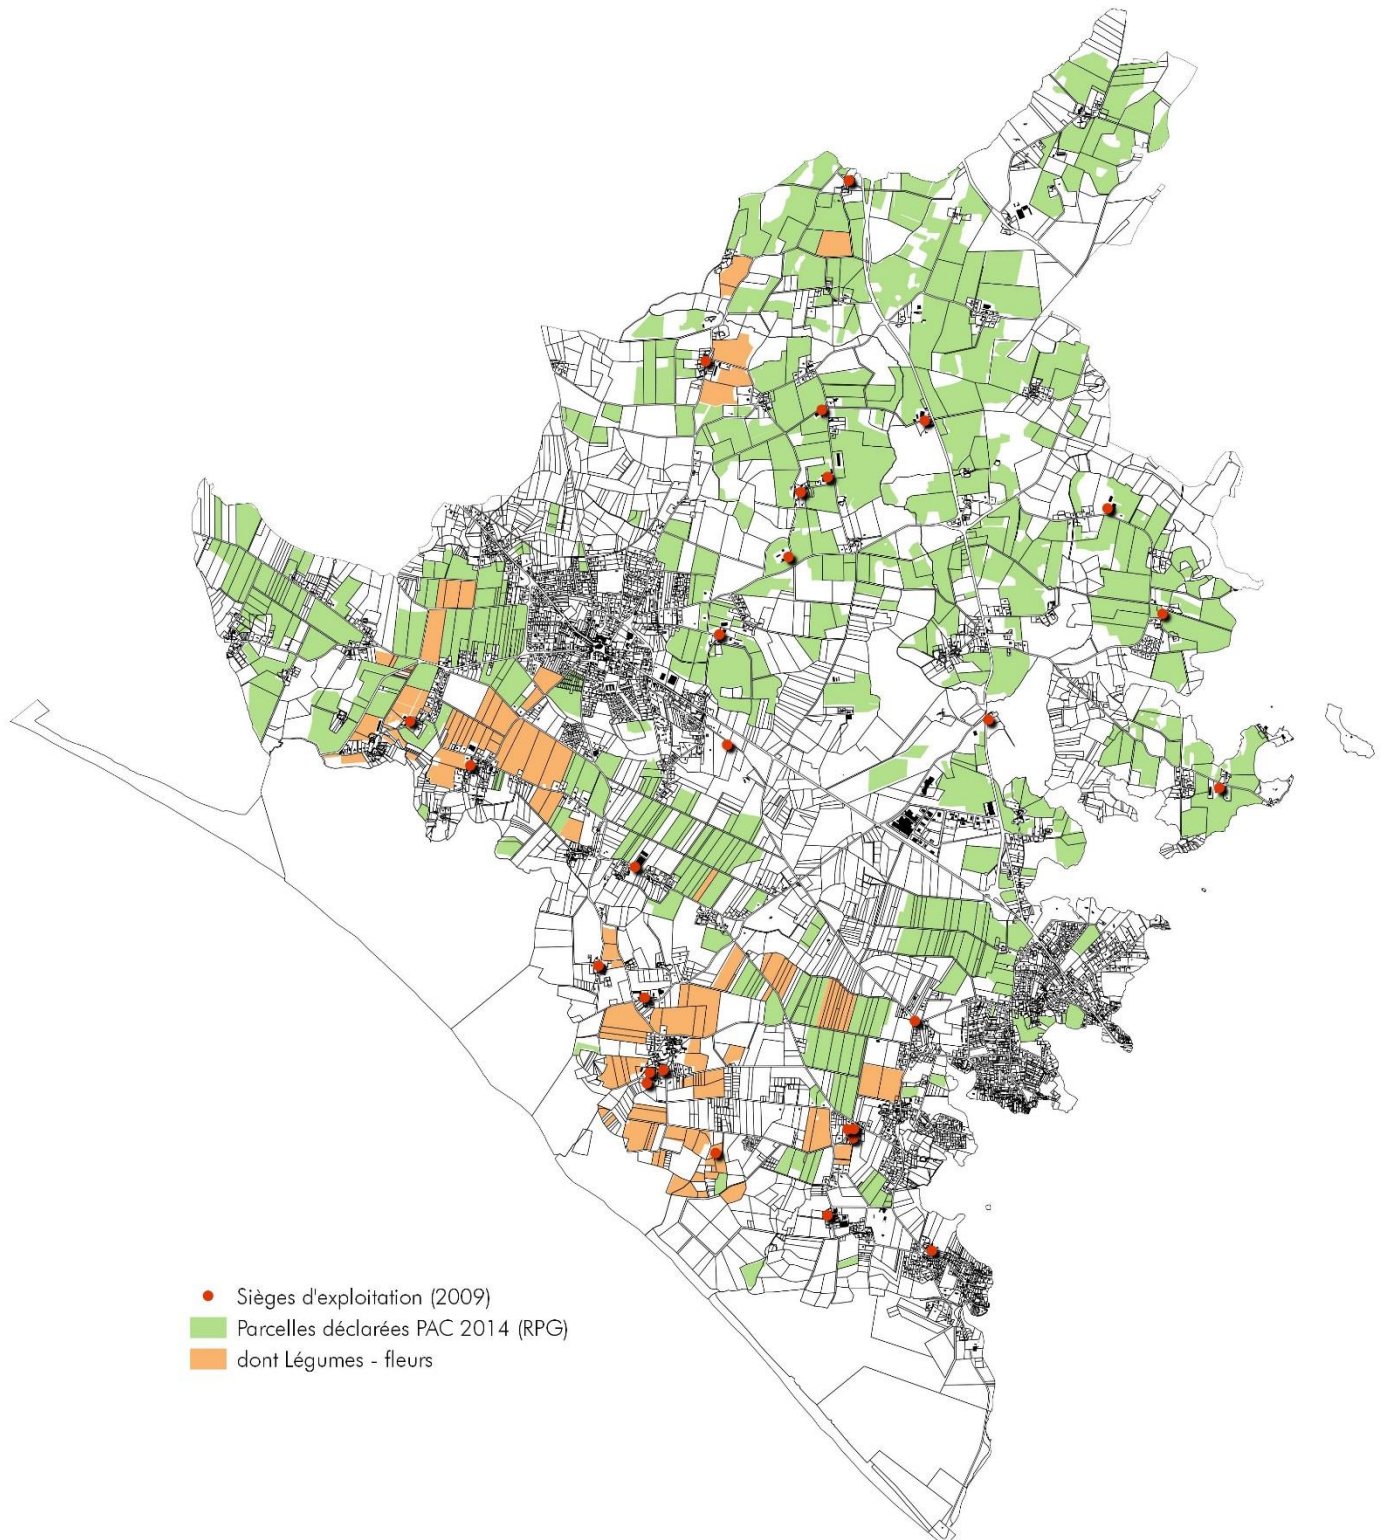 Sièges d'exploitation (2009)
Parcelles déclarées PAC 2014 (RPG)
dont Légumes - fleurs